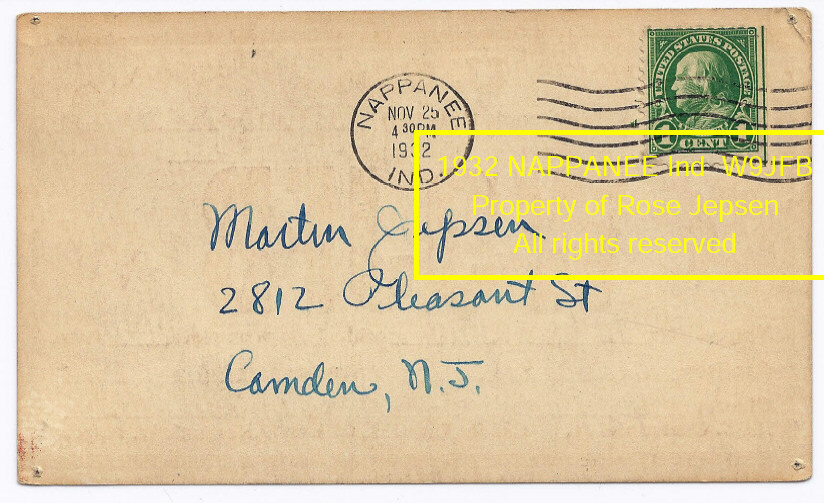 UNITED STATES POSTAGE
1 CENT 1
NAPPANEE
NOV 25
4 30 PM
1932
IND.
1932 NAPPANEE Ind W9JFB
Property of Rose Jepsen
All rights reserved
Martin Jepsen
2812 Pleasant St
Camden, N.J.